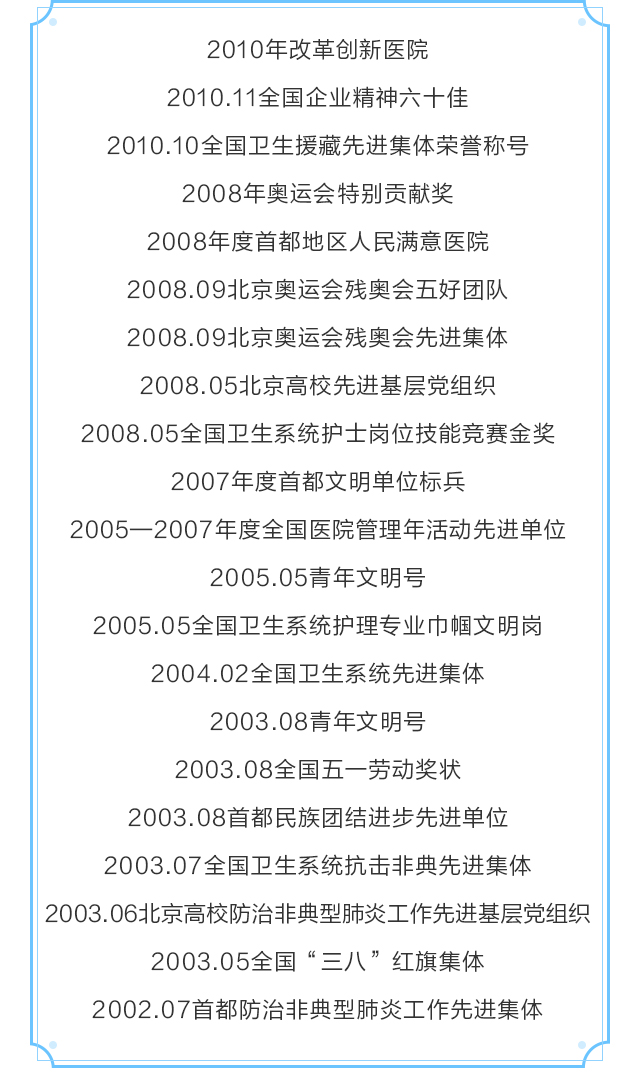 2010年改革创新医院
2010.11全国企业精神六十佳
2010.10全国卫生援藏先进集体荣誉称号
2008年奥运会特别贡献奖
2008年度首都地区人民满意医院
2008.09北京奥运会残奥会五好团队
2008.09北京奥运会残奥会先进集体
2008.05北京高校先进基层党组织
2008.05全国卫生系统护士岗位技能竞赛金奖
2007年度首都文明单位标兵
2005—2007年度全国医院管理年活动先进单位
2005.05青年文明号
2005.05全国卫生系统护理专业巾帼文明岗
2004.02全国卫生系统先进集体
2003.08青年文明号
2003.08全国五一劳动奖状
2003.08首都民族团结进步先进单位
2003.07全国卫生系统抗击非典先进集体
2003.06北京高校防治非典型肺炎工作先进基层党组织
2003.05全国“三八”红旗集体
2002.07首都防治非典型肺炎工作先进集体